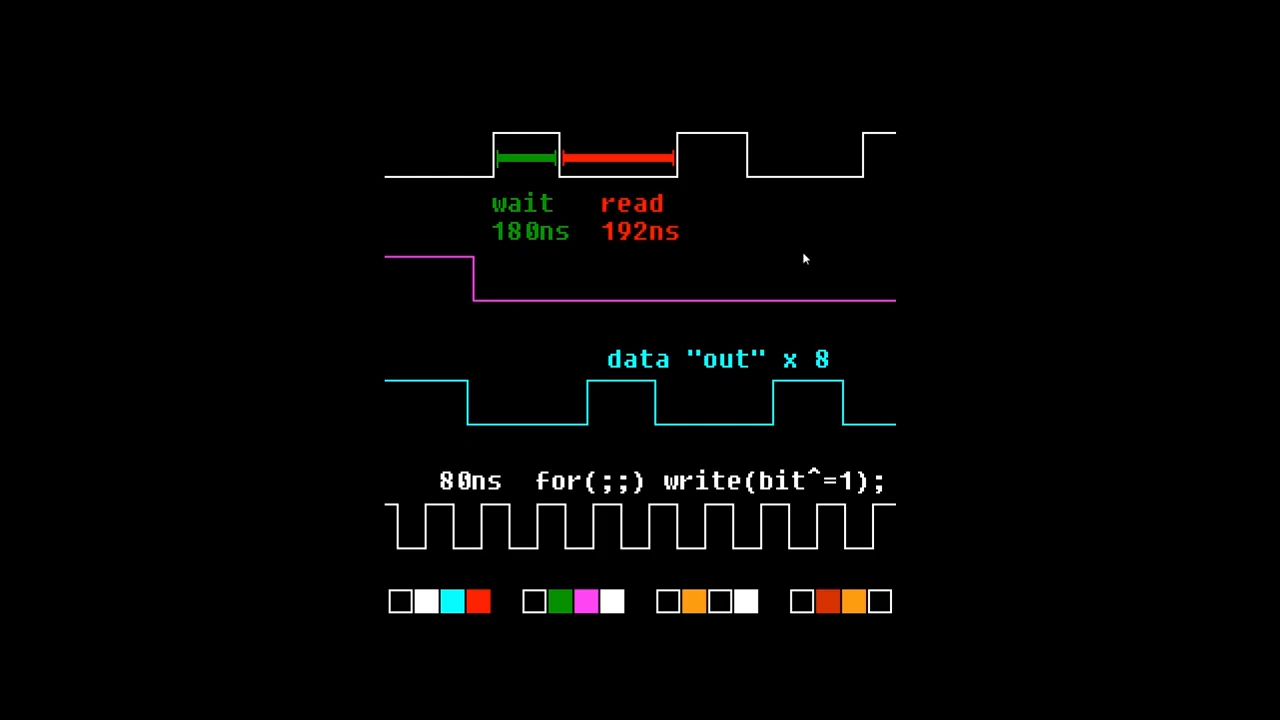 wait read
180ns 192ns
data "out" x 8
80ns for(;;) write(bit^=1);